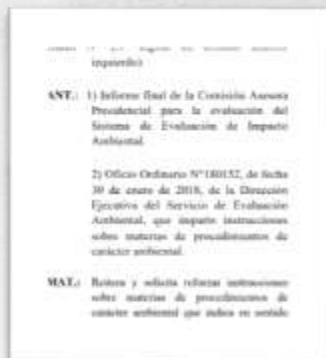 izquierdo)
ANT.: 1) Informe final de la Comisión Asesora
Presidencial para la evaluación del
Sistema de Evaluación de Impacto
Ambiental.
2) Oficio Ordinario N° 180152, de fecha
30 de enero de 2018, de la Dirección
Ejecutiva del Servicio de Evaluación
Ambiental, que imparte instrucciones
sobre materias de procedimientos de
carácter ambiental.
MAT.: Reitera y solicita reforzar instrucciones
sobre materias de procedimientos de
carácter ambiental que indica en sentido